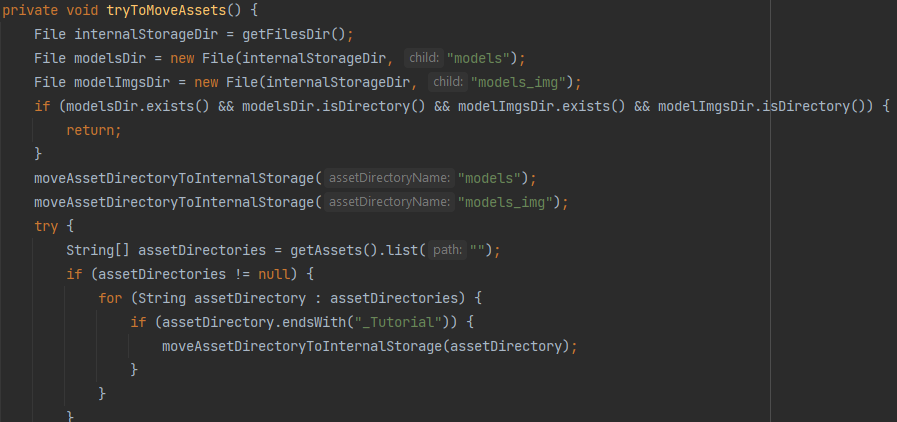 private void tryToMoveAssets() {
File internalStorageDir = getFilesDir();
File modelsDir = new File(internalStorageDir, child: "models");
File modelImgsDir = new File(internalStorageDir, child: "models_img");
if (modelsDir.exists() && modelsDir.isDirectory() && modelImgsDir.exists() && modelImgsDir.isDirectory()) {
return;
}
moveAssetDirectoryToInternalStorage( assetDirectoryName: "models");
moveAssetDirectoryToInternalStorage( assetDirectoryName: "models_img");
try {
String[] assetDirectories = getAssets().list( path: "");
if (assetDirectories != null) {
for (String assetDirectory : assetDirectories) {
if (assetDirectory.endsWith("_Tutorial")) {
moveAssetDirectoryToInternalStorage(assetDirectory);
}
}
}